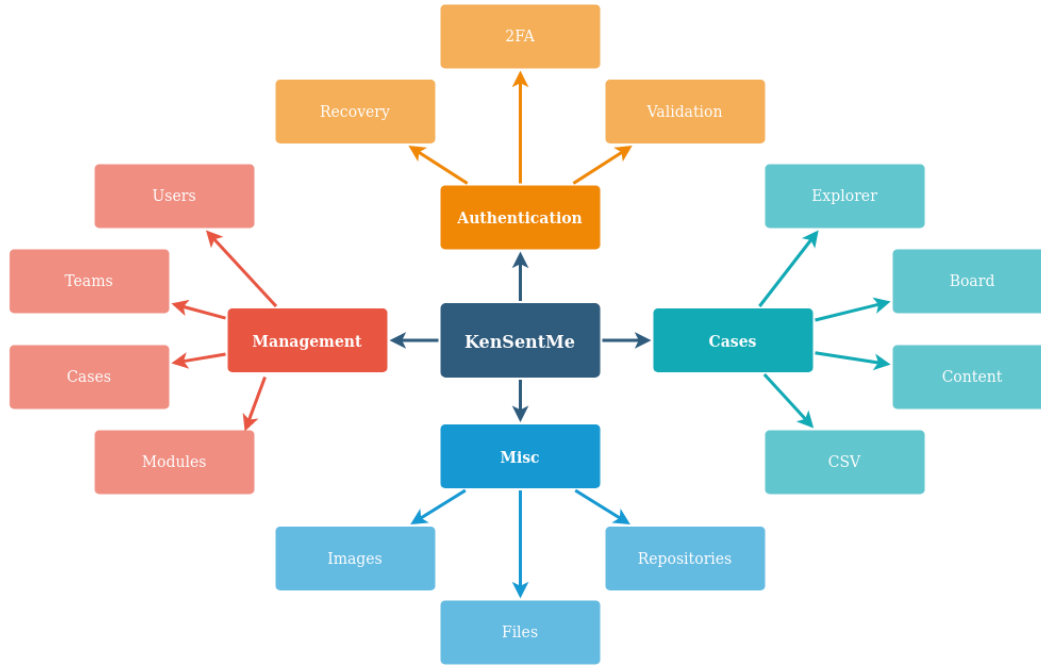 2FA
Recovery
Validation
Users
Explorer
Authentication
Teams
Board
Management
KenSentMe
Cases
Cases
Content
Modules
Misc
CSV
Images
Repositories
Files